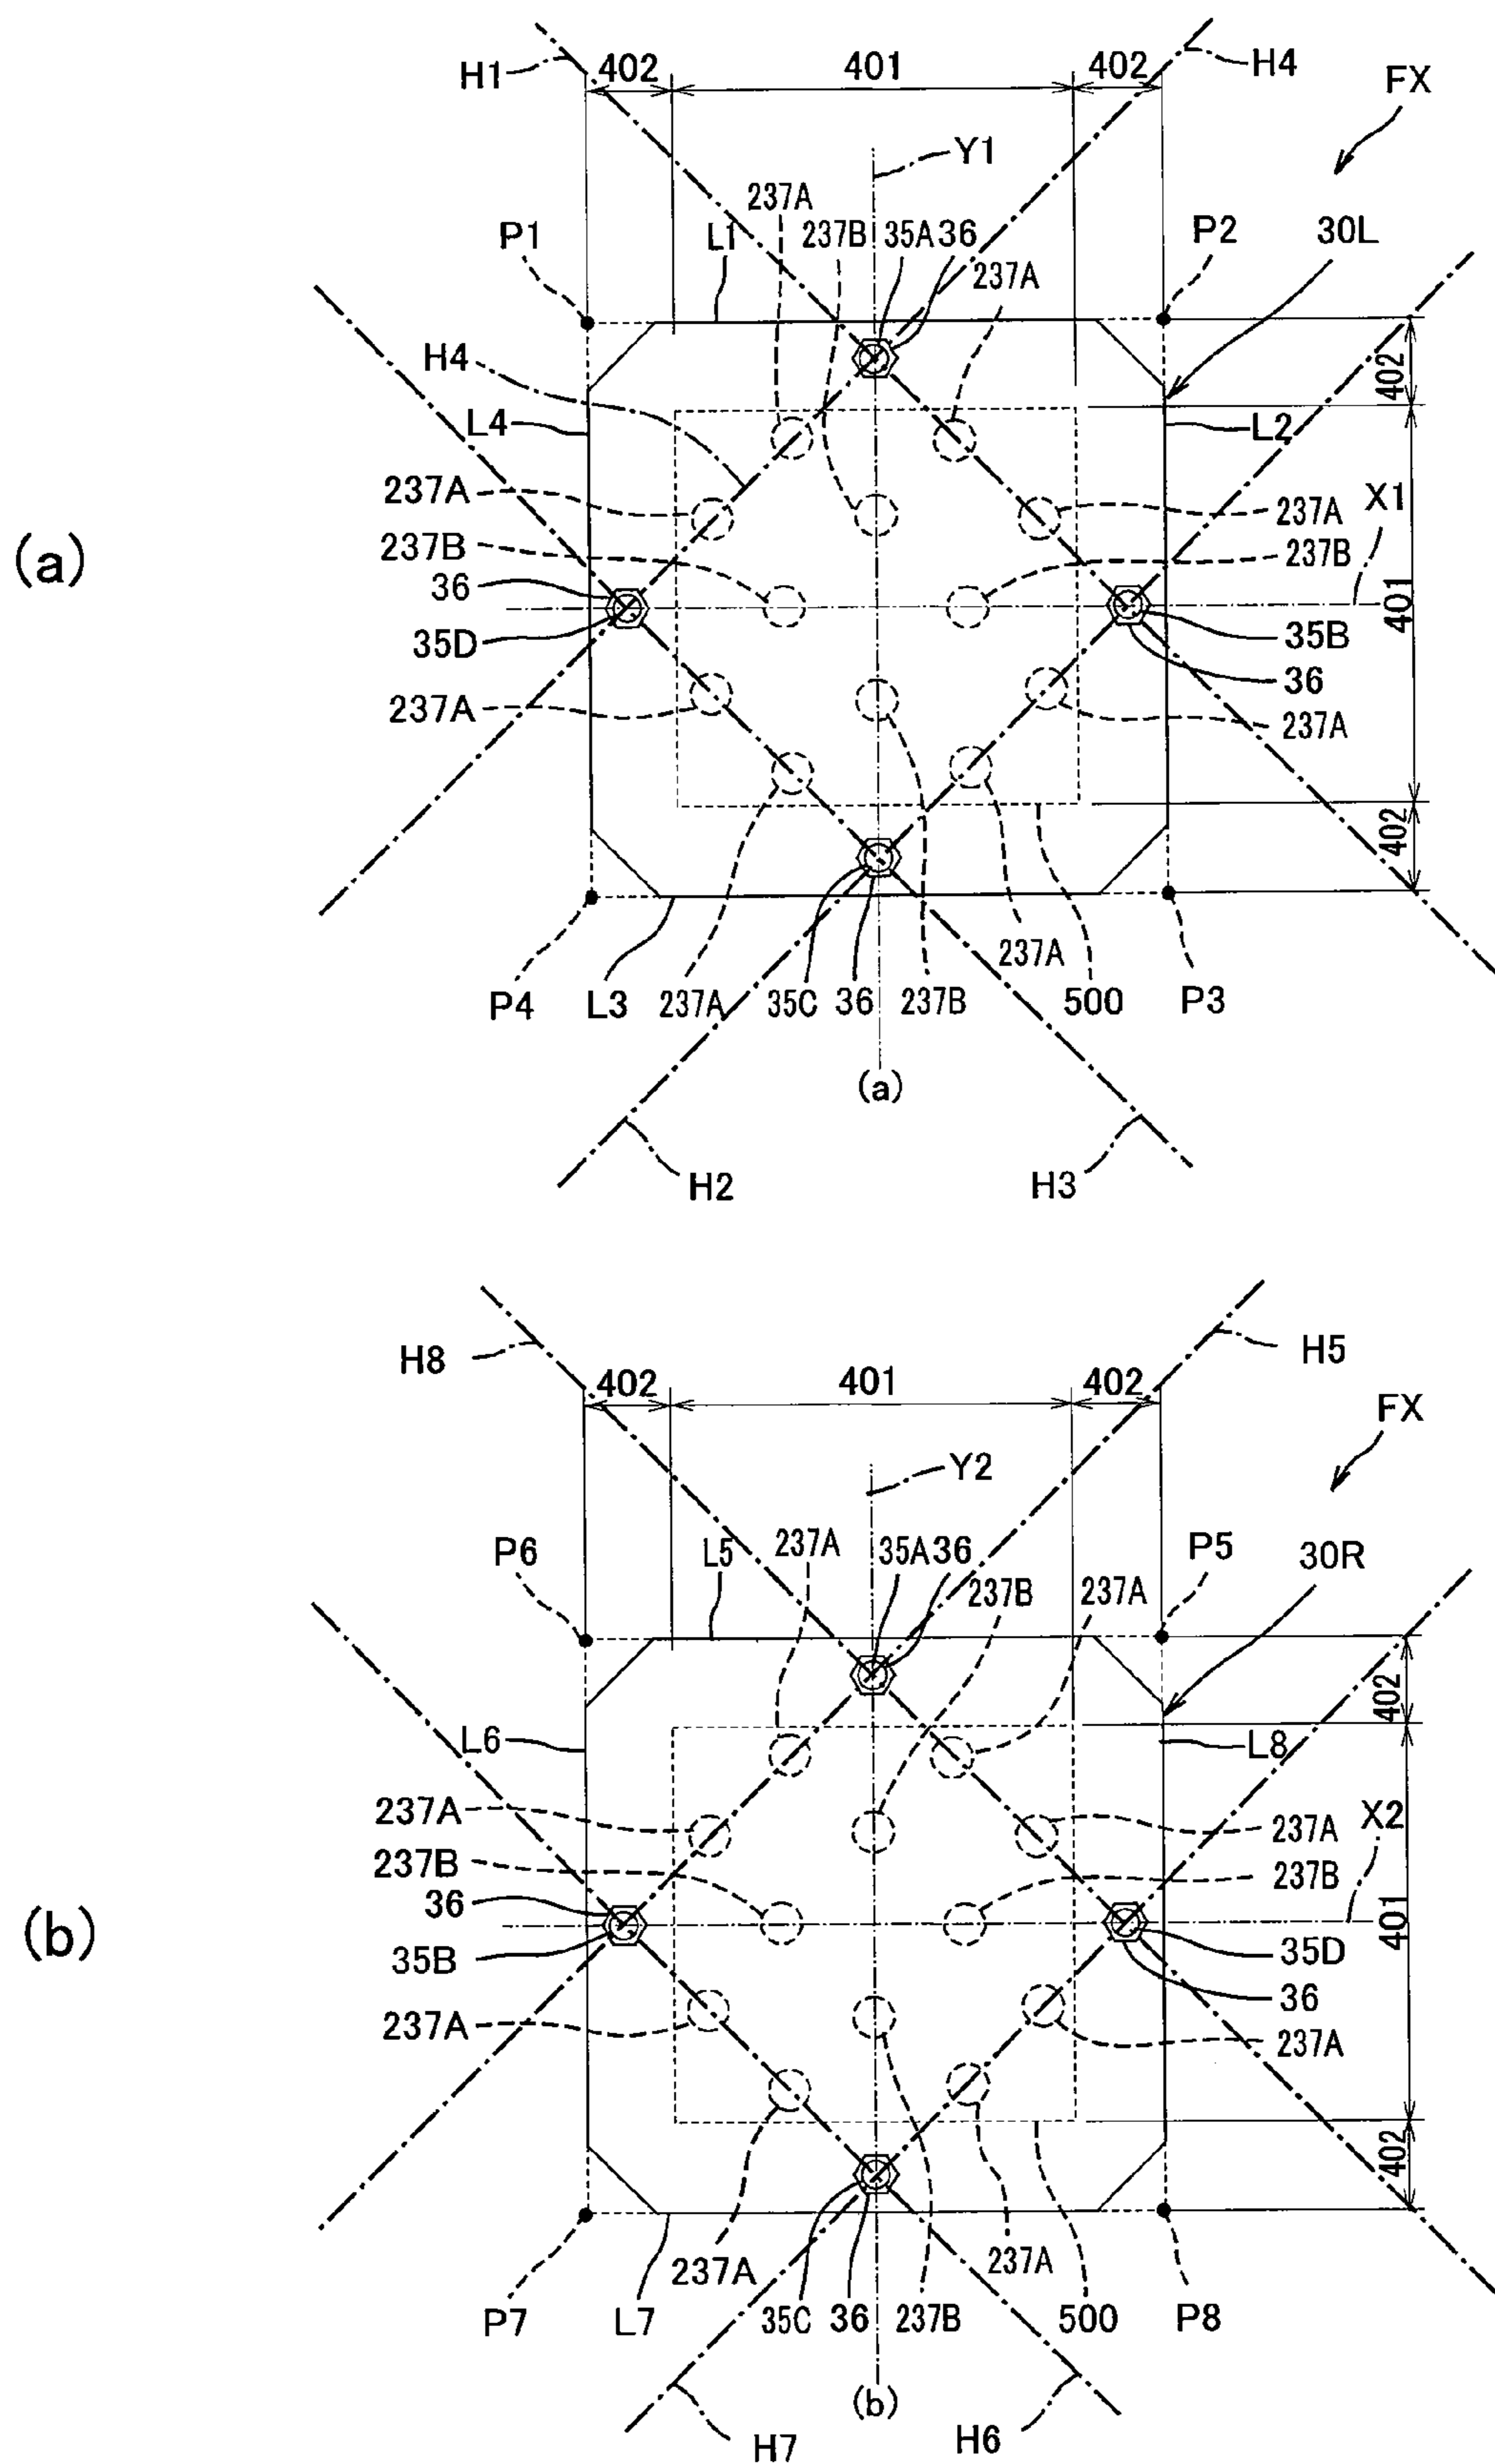 H1 402 401 402 H4
FX
Y1
237A
P1 L1 237B 35A 36 P2 30L
237A
H4
402
L4 L2
237A X1 237A
237B 237B
(a) 36 401
35D 35B
36
237A 237A
402
237A
P4 L3 237A 35C 36 237B 500 P3
(a)
H2 H3
H8 H5
402 401 402
FX
Y2
P6 L5 237A 35A 36 P5 30R
237B 237A
402
L6 L8
237A X2 237A
237B 237B
36 401
(b) 35B 35D
36
237A 237A
402
237A 237A
P7 L7 35C 36 237B 500 P8
(b)
H7 H6